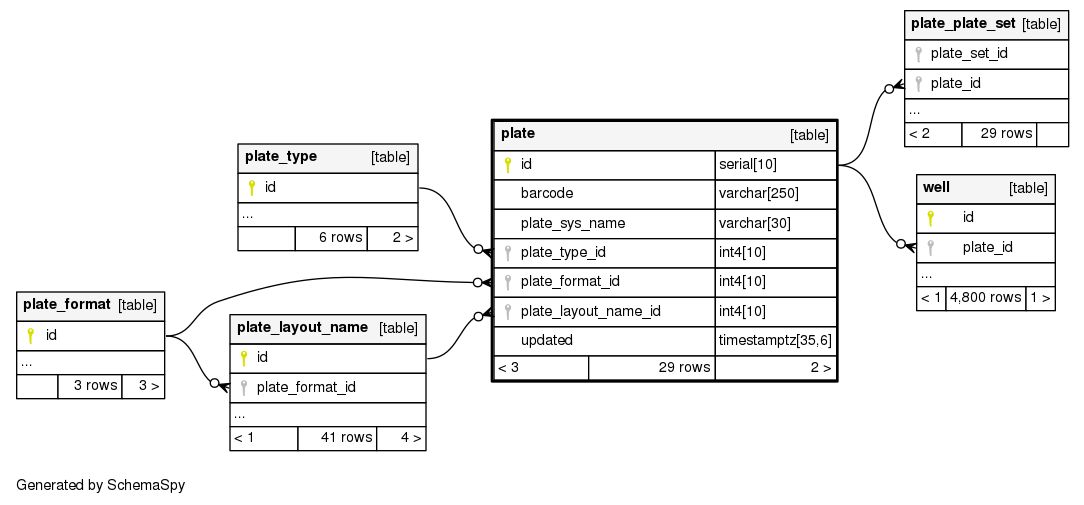 plate_plate_set [table]
plate_set_id
plate_id
...
< 2 29 rows
plate [table]
id serial[10]
barcode varchar[250]
plate_sys_name varchar[30]
plate_type_id int4[10]
plate_format_id int4[10]
plate_layout_name_id int4[10]
updated timestamptz[35,6]
< 3 29 rows 2 >
plate_type [table]
id
...
6 rows 2 >
well [table]
id
plate_id
...
< 1 4,800 rows 1 >
plate_format [table]
id
...
3 rows 3 >
plate_layout_name [table]
id
plate_format_id
...
< 1 41 rows 4 >
Generated by SchemaSpy